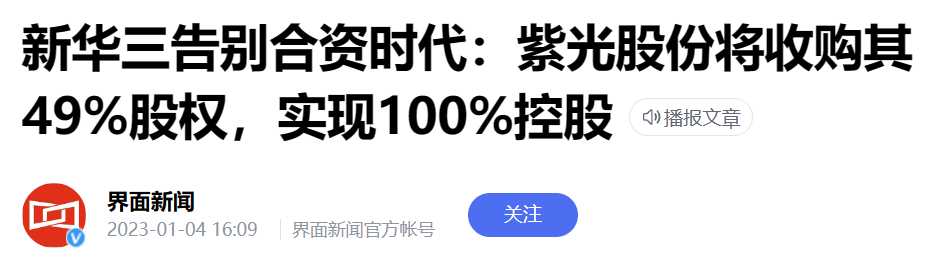 新华三告别合资时代：紫光股份将收购其
49%股权，实现100%控股 播报文章
界面新闻
2023-01-04 16:09 界面新闻官方帐号
关注